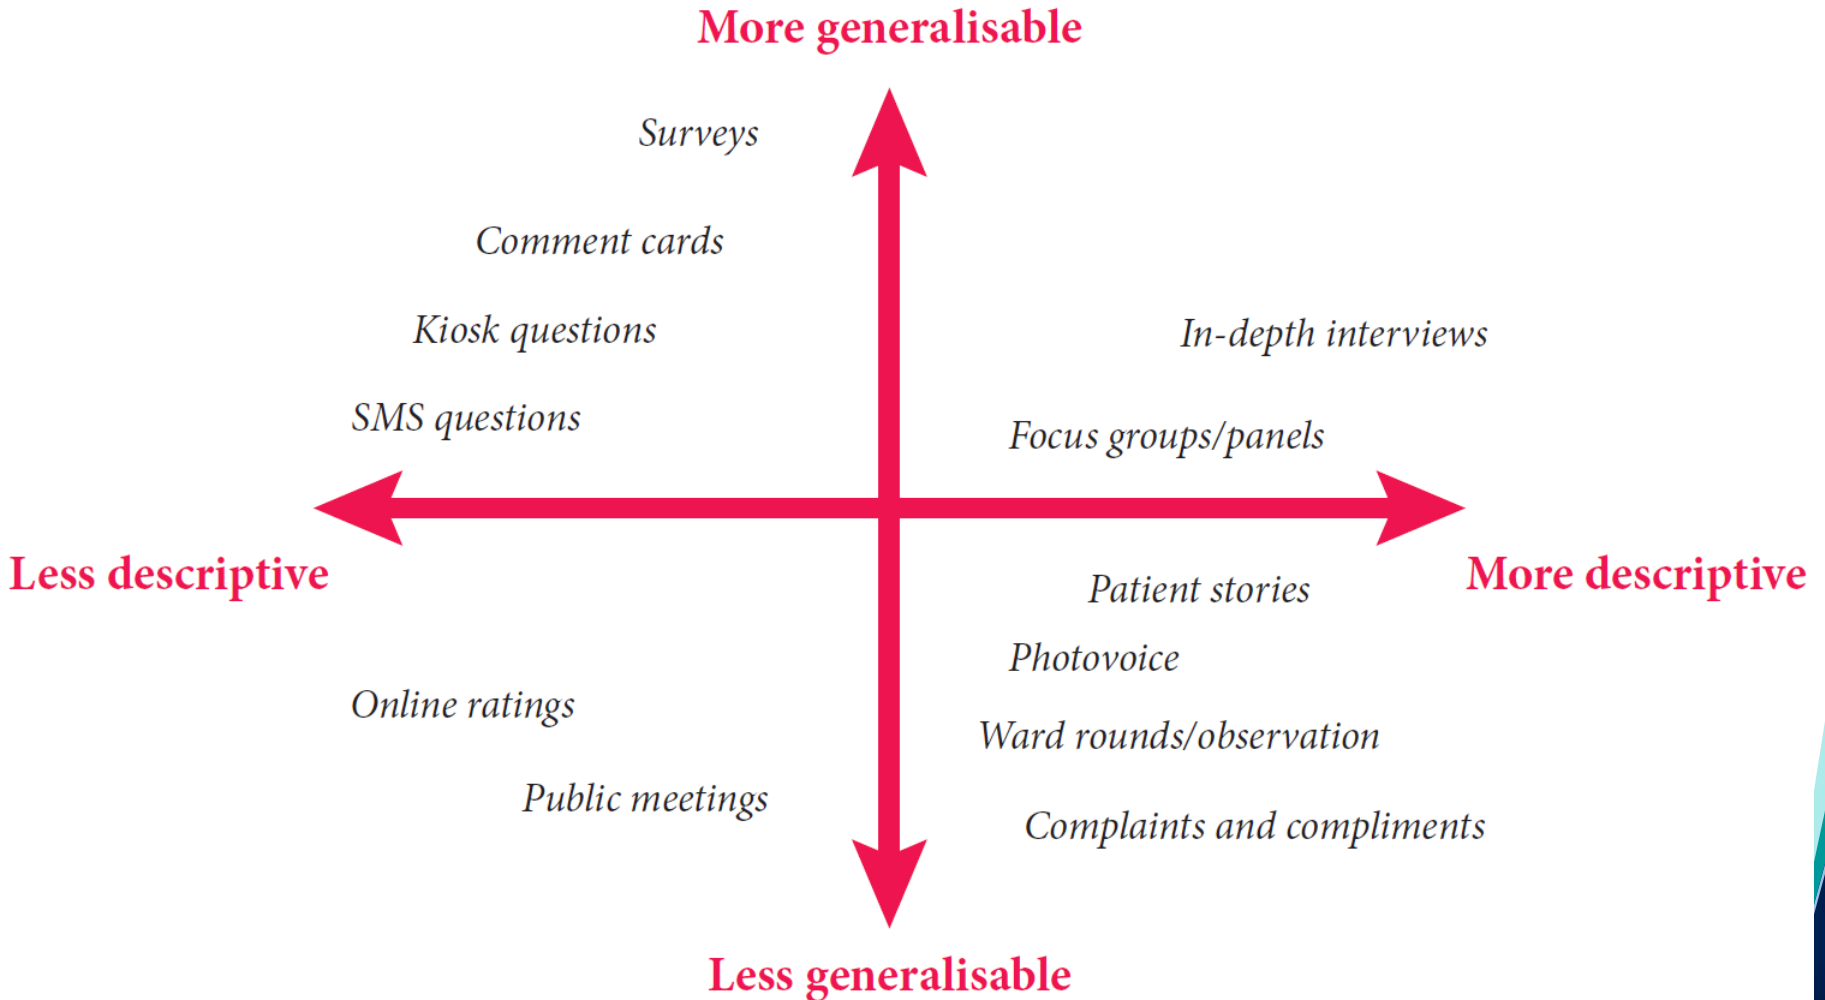 More generalisable
Surveys
Comment cards
Kiosk questions
In-depth interviews
SMS questions
Focus groups/panels
Less descriptive
More descriptive
Patient stories
Photovoice
Online ratings
Ward rounds/observation
Public meetings
Complaints and compliments
Less generalisable